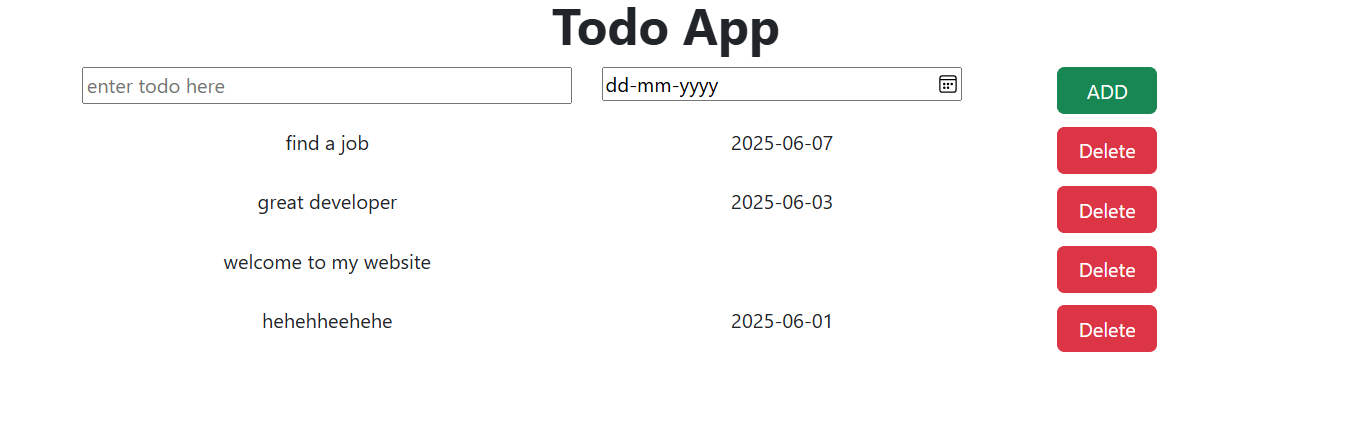 Todo App
enter todo here dd-mm-yyyy ADD
find a job 2025-06-07 Delete
great developer 2025-06-03 Delete
welcome to my website Delete
hehehheehehe 2025-06-01 Delete